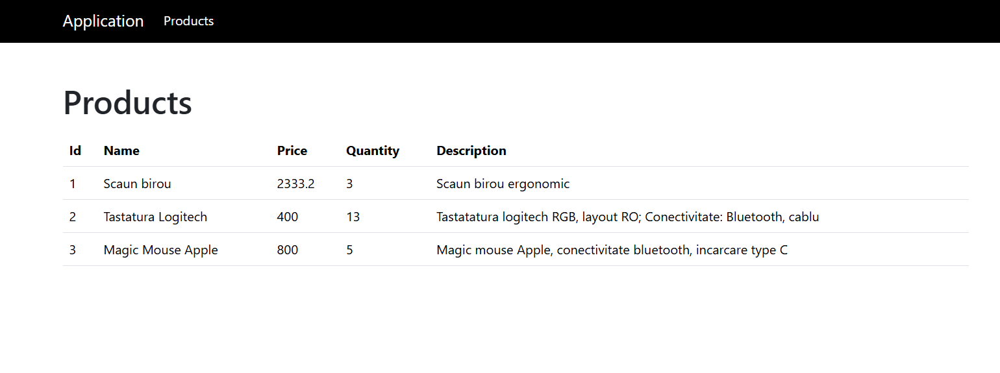 Application Products
Products
Id Name Price Quantity Description
1 Scaun birou 2333.2 3 Scaun birou ergonomic
2 Tastatura Logitech 400 13 Tastatatura logitech RGB, layout RO; Conectivitate: Bluetooth, cablu
3 Magic Mouse Apple 800 5 Magic mouse Apple, conectivitate bluetooth, incarcare type C